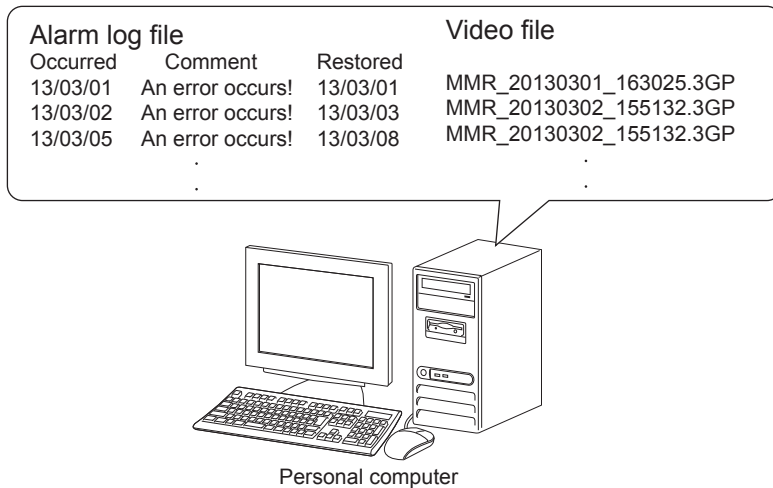 Alarm log file
Occurred Comment Restored
13/03/01 An error occurs! 13/03/01
13/03/02 An error occurs! 13/03/03
13/03/05 An error occurs! 13/03/08
.
.
Video file
MMR_20130301_163025.3GP
MMR_20130302_155132.3GP
MMR_20130302_155132.3GP
.
.
Personal computer